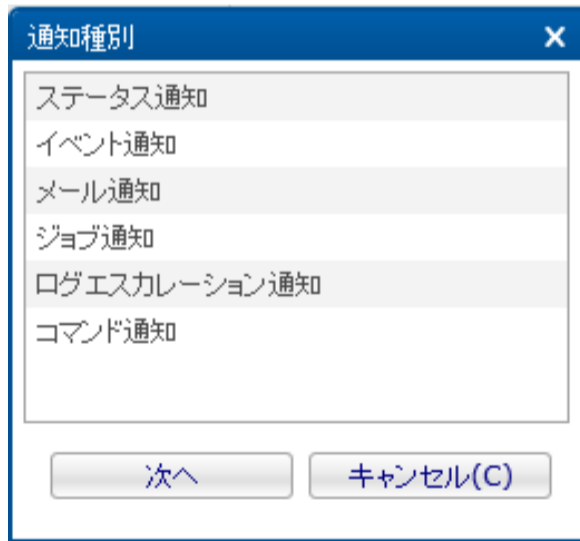 通知種別
ステータス通知
イベント通知
メール通知
ジョブ通知
ログエスカレーション通知
コマンド通知
次へ
キャンセル(C)